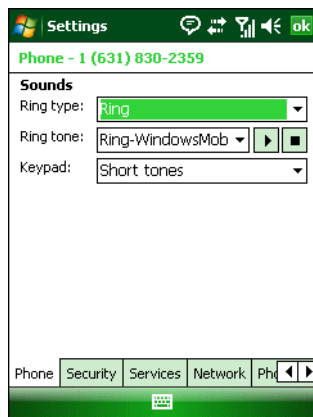 Settings
ok
Phone - 1 (631) 830-2359
Sounds
Ring type: Ring
Ring tone: Ring-WindowsMob
Keypad: Short tones
Phone Security Services Network